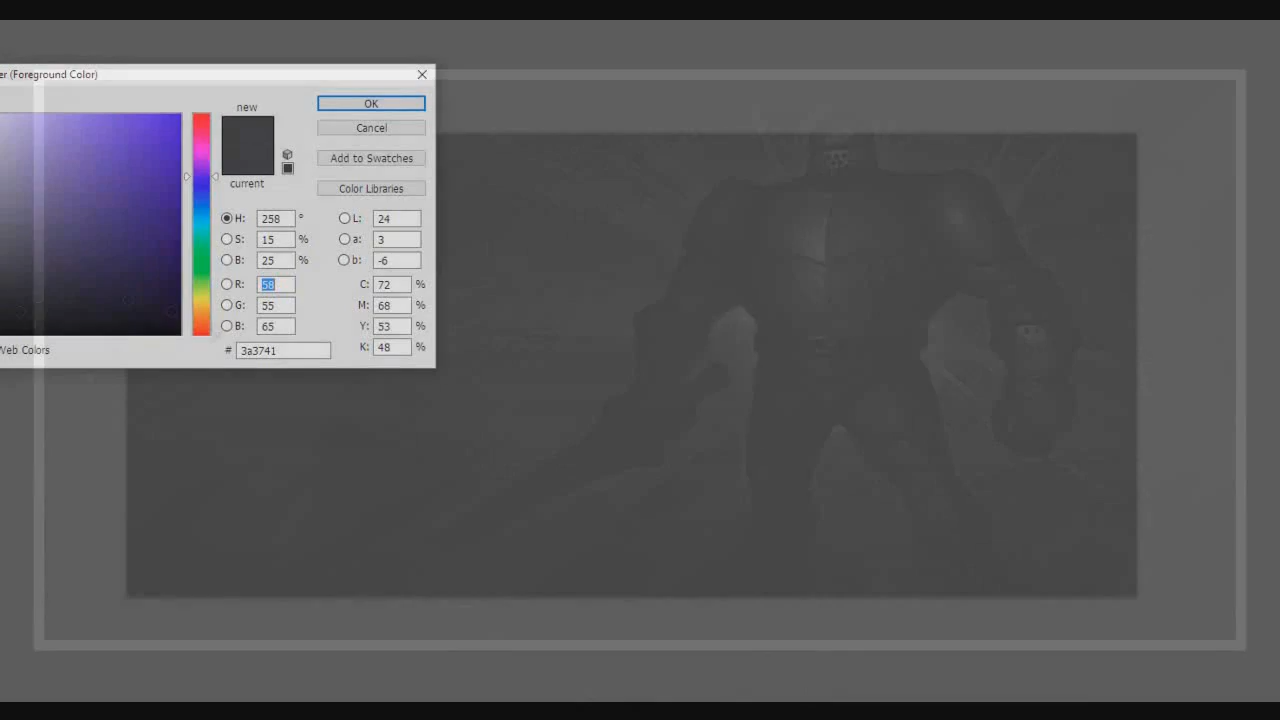 er (Foreground Color)
new
OK
Cancel
Add to Swatches
current
Color Libraries
H: 258 °
L: 24
S: 15 %
a: 3
B: 25 %
b: -6
R: 58
C: 72 %
G: 55
M: 68 %
B: 65
Y: 53 %
Web Colors
# 3a3741
K: 48 %